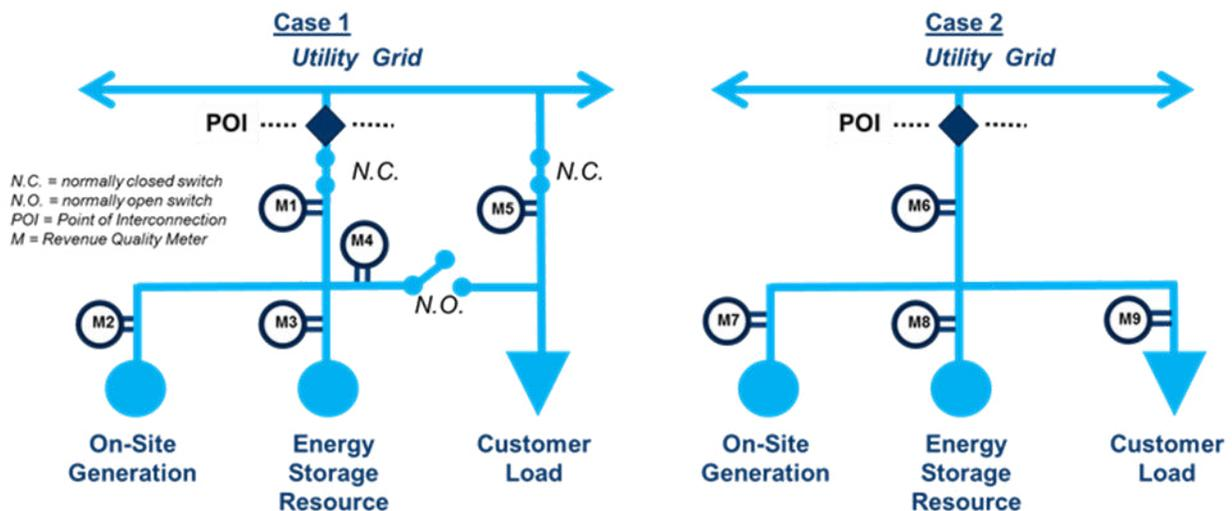 Case 1
Utility Grid
POI
N.C.
N.C.
N.C. = normally closed switch
N.O. = normally open switch
POI = Point of Interconnection
M = Revenue Quality Meter
M1
M5
M4
N.O.
M2
M3
On-Site
Generation
Energy
Storage
Resource
Customer
Load
Case 2
Utility Grid
POI
M6
M7
M8
M9
On-Site
Generation
Energy
Storage
Resource
Customer
Load